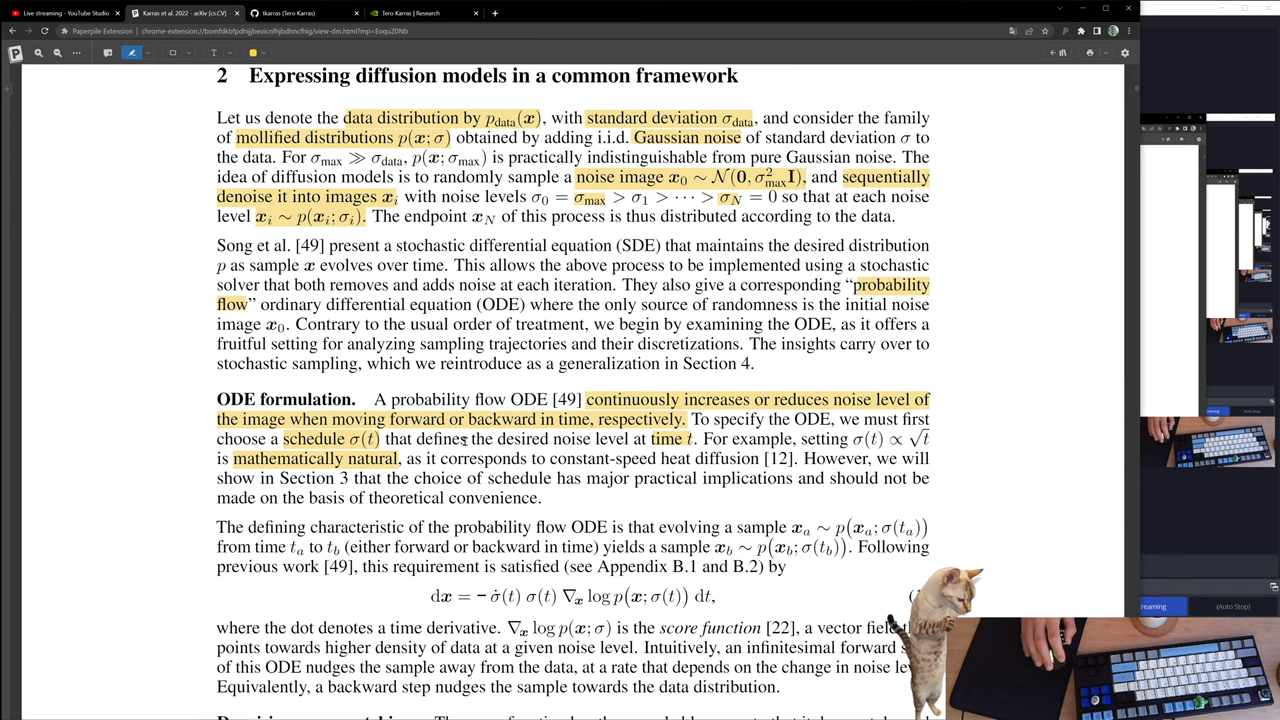 Live streaming - YouTube Studio
Karras et al. 2022 - arXiv [cs.CV]
tkarras (Tero Karras)
NVIDIA Tero Karras | Research
Paperpile Extension | chrome-extension://bomfdkbfpdhijjbeoicnfhjbdhncfhig/view-dm.html?mp=EoquZ0Nb
2 Expressing diffusion models in a common framework
Let us denote the data distribution by p_data(x), with standard deviation σ_data, and consider the family
of mollified distributions p(x; σ) obtained by adding i.i.d. Gaussian noise of standard deviation σ to
the data. For σ_max ≫ σ_data, p(x; σ_max) is practically indistinguishable from pure Gaussian noise. The
idea of diffusion models is to randomly sample a noise image x₀ ∼ N(0, σ²_max I), and sequentially
denoise it into images x_i with noise levels σ₀ = σ_max > σ₁ > ⋯ > σ_N = 0 so that at each noise
level x_i ∼ p(x_i; σ_i). The endpoint x_N of this process is thus distributed according to the data.
Song et al. [49] present a stochastic differential equation (SDE) that maintains the desired distribution
p as sample x evolves over time. This allows the above process to be implemented using a stochastic
solver that both removes and adds noise at each iteration. They also give a corresponding “probability
flow” ordinary differential equation (ODE) where the only source of randomness is the initial noise
image x₀. Contrary to the usual order of treatment, we begin by examining the ODE, as it offers a
fruitful setting for analyzing sampling trajectories and their discretizations. The insights carry over to
stochastic sampling, which we reintroduce as a generalization in Section 4.
ODE formulation. A probability flow ODE [49] continuously increases or reduces noise level of
the image when moving forward or backward in time, respectively. To specify the ODE, we must first
choose a schedule σ(t) that defines the desired noise level at time t. For example, setting σ(t) ∝ √t
is mathematically natural, as it corresponds to constant-speed heat diffusion [12]. However, we will
show in Section 3 that the choice of schedule has major practical implications and should not be
made on the basis of theoretical convenience.
The defining characteristic of the probability flow ODE is that evolving a sample x_a ∼ p(x_a; σ(t_a))
from time t_a to t_b (either forward or backward in time) yields a sample x_b ∼ p(x_b; σ(t_b)). Following
previous work [49], this requirement is satisfied (see Appendix B.1 and B.2) by
dx = −σ̇(t) σ(t) ∇_x log p(x; σ(t)) dt,
where the dot denotes a time derivative. ∇_x log p(x; σ) is the score function [22], a vector field
points towards higher density of data at a given noise level. Intuitively, an infinitesimal forward
of this ODE nudges the sample away from the data, at a rate that depends on the change in noise
Equivalently, a backward step nudges the sample towards the data distribution.
(Auto Stop)